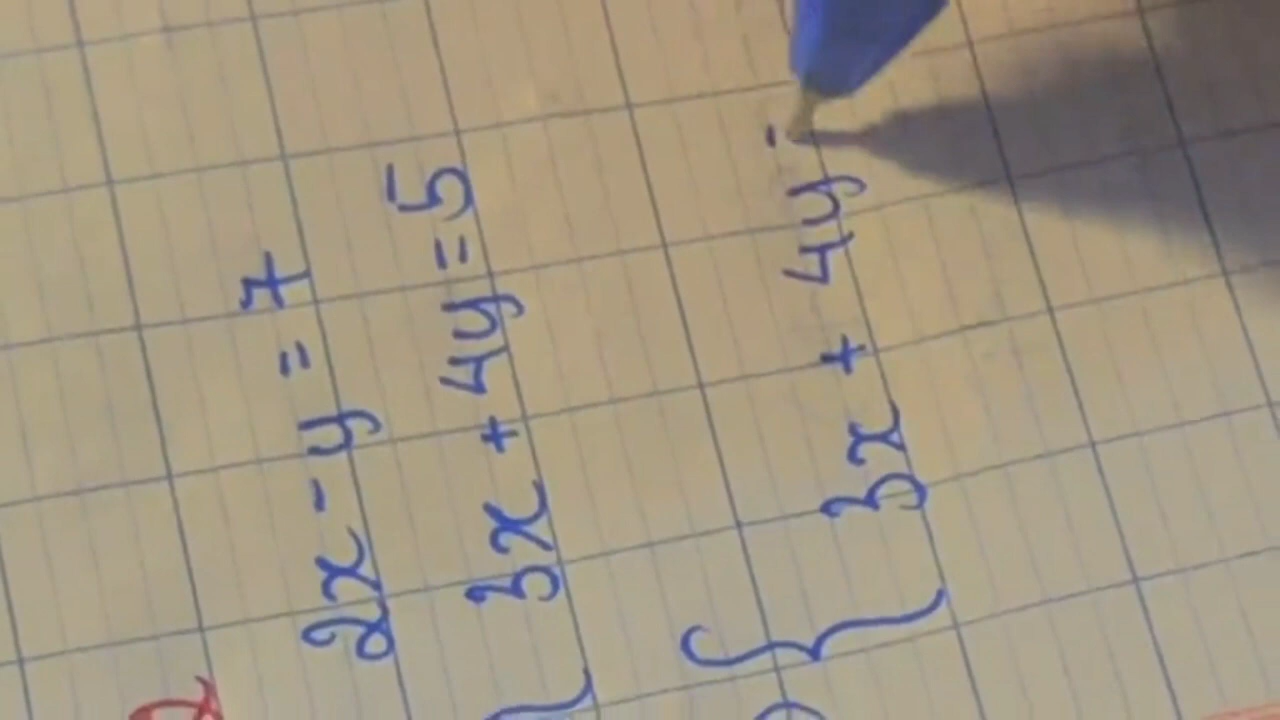 2x - y = 7
{ 3x + 4y = 5
{ 3x + 4y -